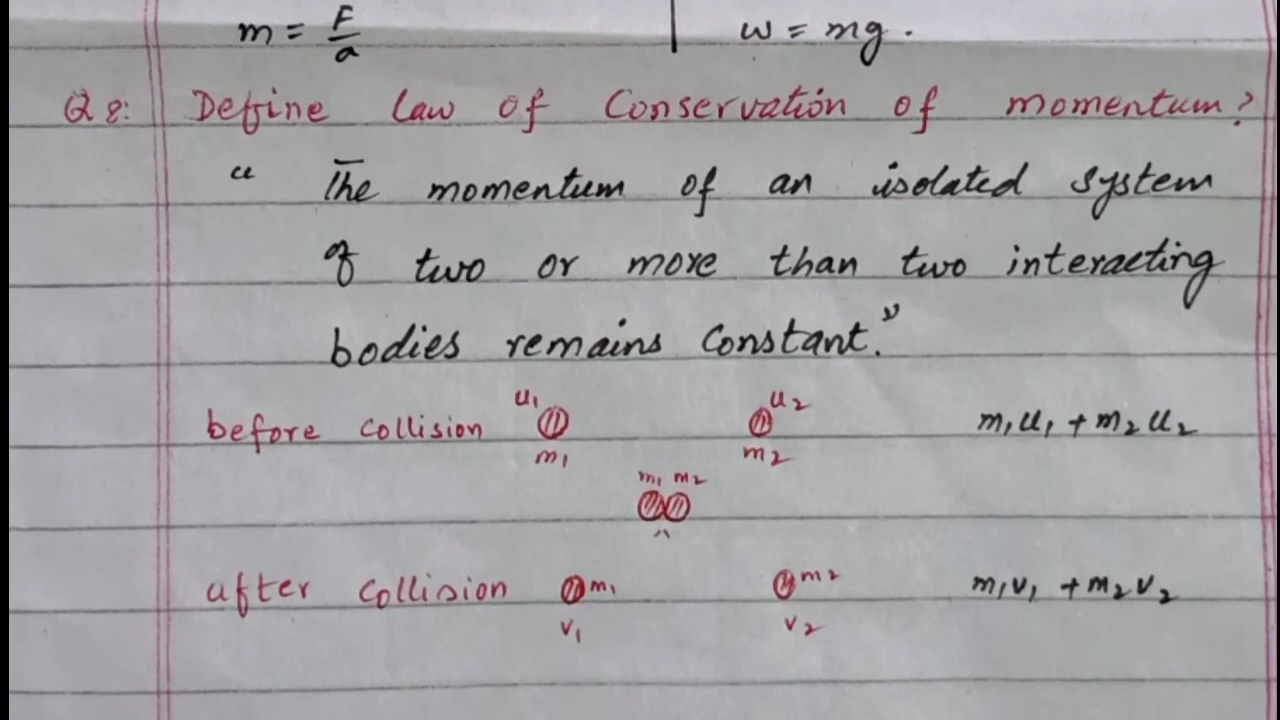 m = F/a
w = mg.
Q 8: Define law of Conservation of momentum?
“ The momentum of an isolated system
of two or more than two interacting
bodies remains Constant.”
u₁ u₂
before collision m₁u₁ + m₂u₂
m₁ m₂
m₁ m₂
after collision m₁ m₂ m₁v₁ + m₂v₂
v₁ v₂